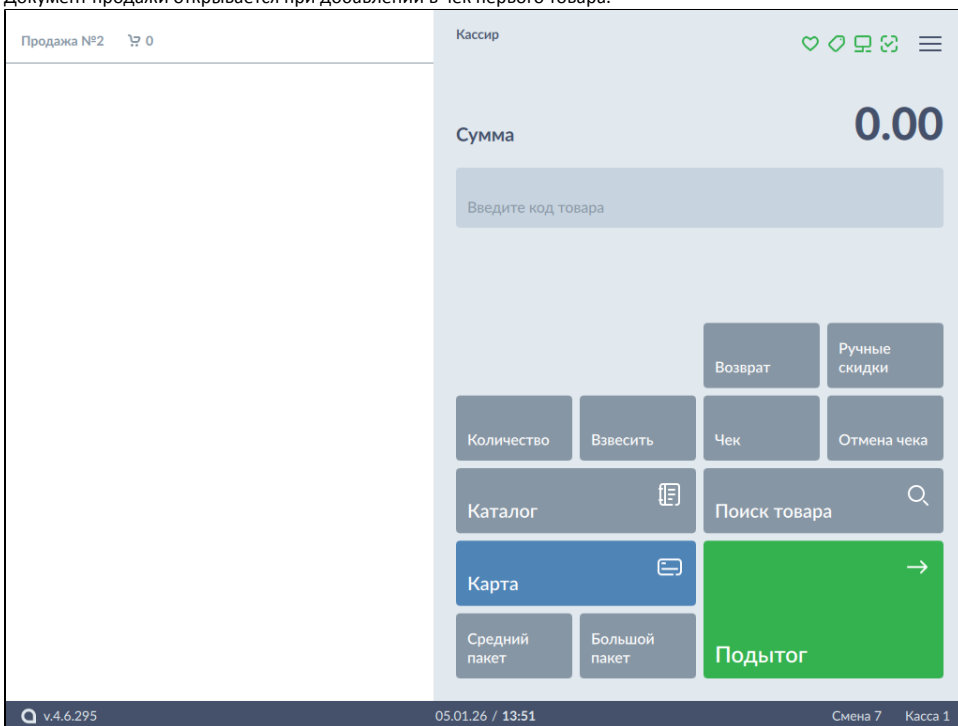 Документ продажи открывается при добавлении в чек первого товара.
Продажа №2 0
Кассир
Сумма 0.00
Введите код товара
Возврат
Ручные
скидки
Количество
Взвесить
Чек
Отмена чека
Каталог
Поиск товара
Карта
Средний
пакет
Большой
пакет
Подытог
v.4.6.295
05.01.26 / 13:51
Смена 7 Касса 1